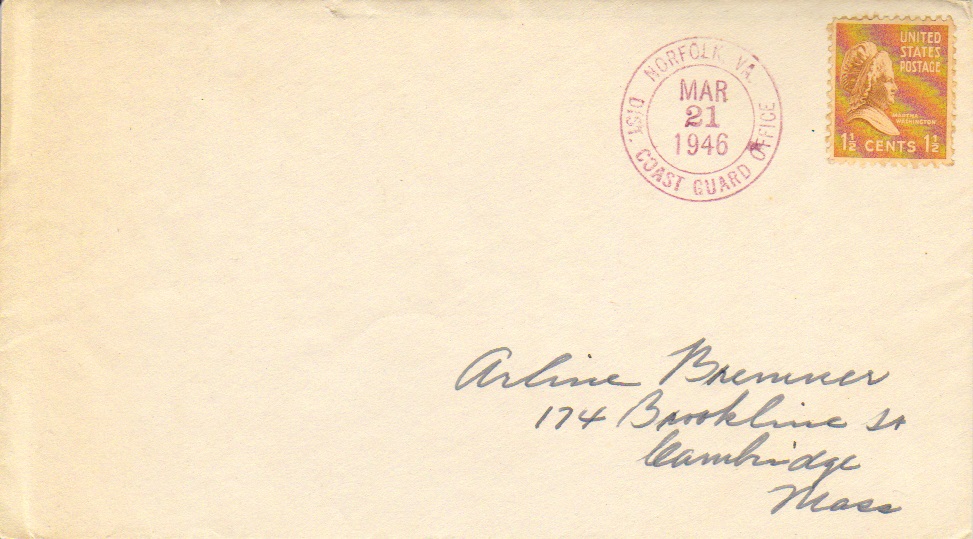 NORFOLK, VA.
MAR
21
1946
DIST. COAST GUARD OFFICE
UNITED
STATES
POSTAGE
MARTHA
WASHINGTON
1½ CENTS 1½
Arline Bremner
174 Brookline St
Cambridge
Mass